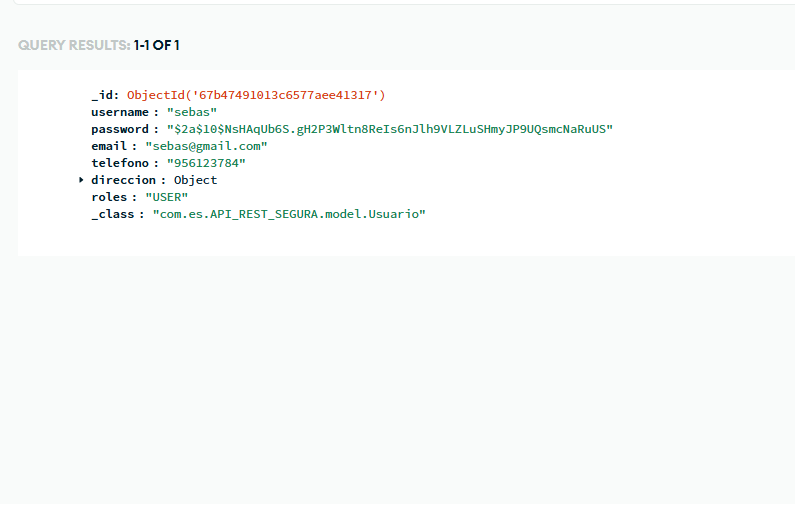 QUERY RESULTS: 1-1 OF 1
_id: ObjectId('67b47491013c6577aee41317')
username : "sebas"
password : "$2a$10$NsHAqUb6S.gH2P3Wltn8ReIs6nJlh9VLZLuSHmyJP9UQsmcNaRuUS"
email : "sebas@gmail.com"
telefono : "956123784"
direccion : Object
roles : "USER"
_class : "com.es.API_REST_SEGURA.model.Usuario"